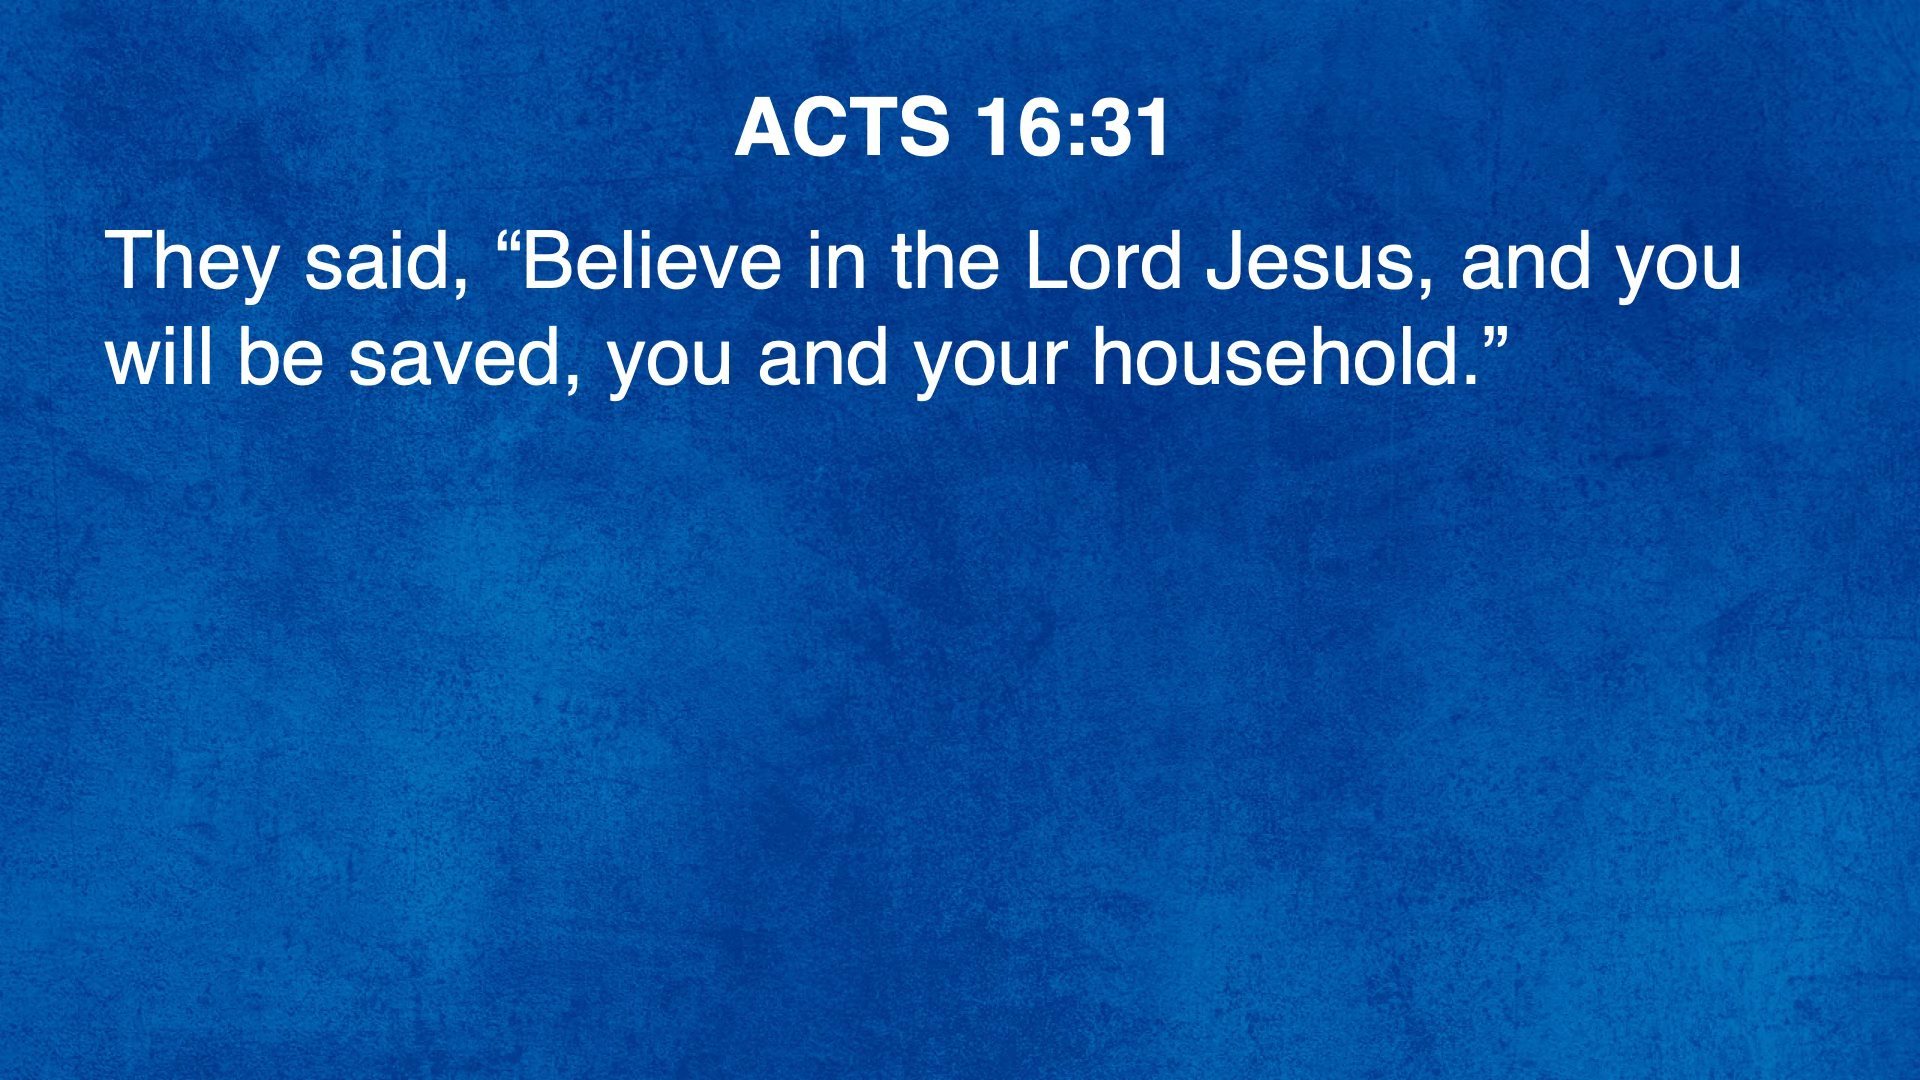 ACTS 16:31
They said, “Believe in the Lord Jesus, and you
will be saved, you and your household.”